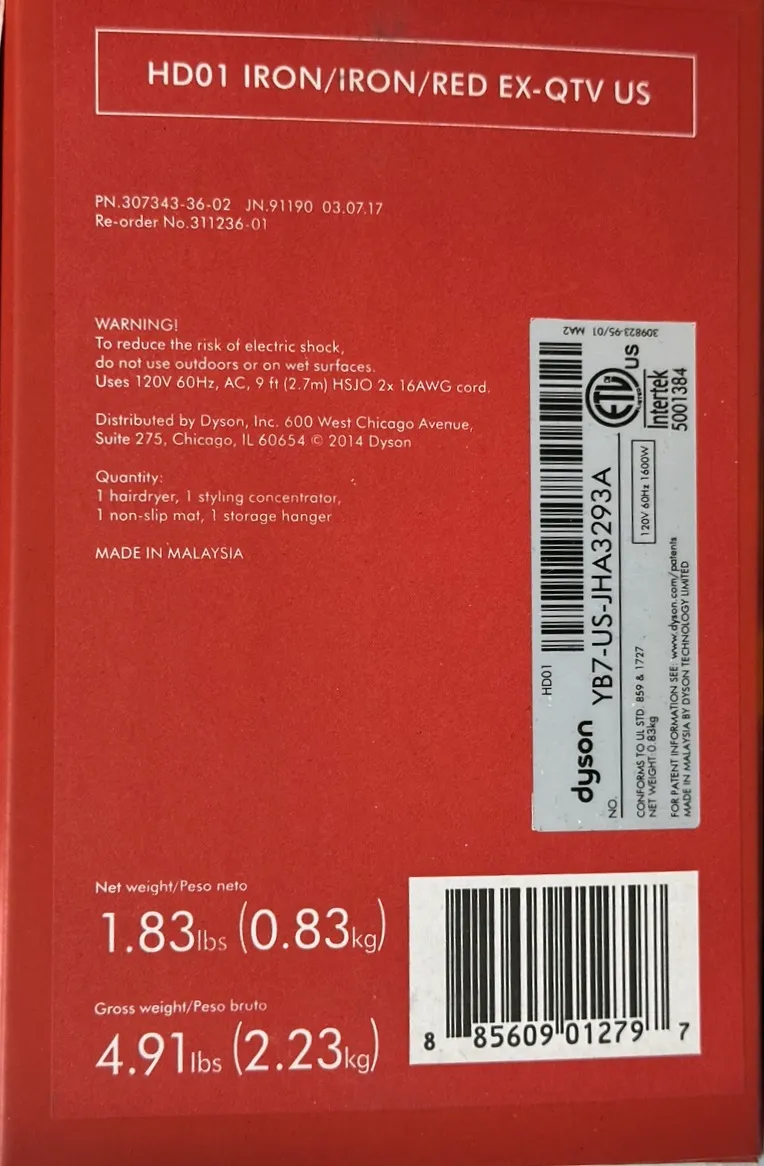 HD01 IRON/IRON/RED EX-QTV US
PN.307343-36-02 JN.91190 03.07.17
Re-order No.311236-01
WARNING!
To reduce the risk of electric shock,
do not use outdoors or on wet surfaces.
Uses 120V 60Hz, AC, 9 ft (2.7m) HSJO 2x 16AWG cord.
Distributed by Dyson, Inc. 600 West Chicago Avenue,
Suite 275, Chicago, IL 60654 © 2014 Dyson
Quantity:
1 hairdryer, 1 styling concentrator,
1 non-slip mat, 1 storage hanger
MADE IN MALAYSIA
309823-95/01 MA2
HD01
dyson
NO. YB7-US-JHA3293A
ETL
LISTED
US
Intertek
5001384
120V 60Hz 1600W
CONFORMS TO UL STD. 859 & 1727
NET WEIGHT:0.83kg
FOR PATENT INFORMATION SEE: www.dyson.com/patents
MADE IN MALAYSIA BY DYSON TECHNOLOGY LIMITED
Net weight/Peso neto
1.83lbs (0.83kg)
Gross weight/Peso bruto
4.91lbs (2.23kg)
8 85609 01279 7